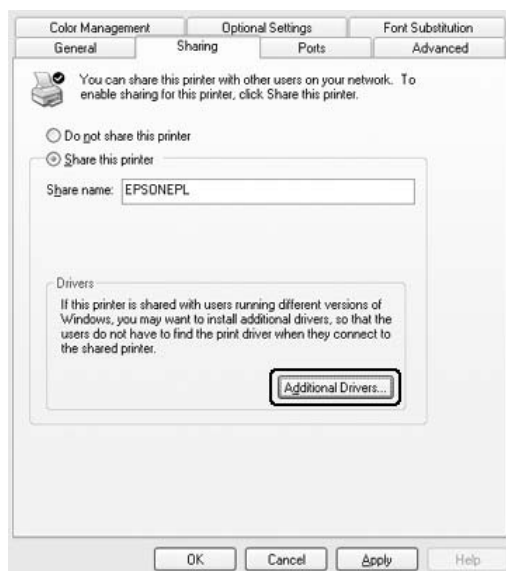 Color Management Optional Settings Font Substitution
General Sharing Ports Advanced
You can share this printer with other users on your network. To
enable sharing for this printer, click Share this printer.
Do not share this printer
Share this printer
Share name: EPSONEPL
Drivers
If this printer is shared with users running different versions of
Windows, you may want to install additional drivers, so that the
users do not have to find the print driver when they connect to
the shared printer.
Additional Drivers...
OK Cancel Apply Help